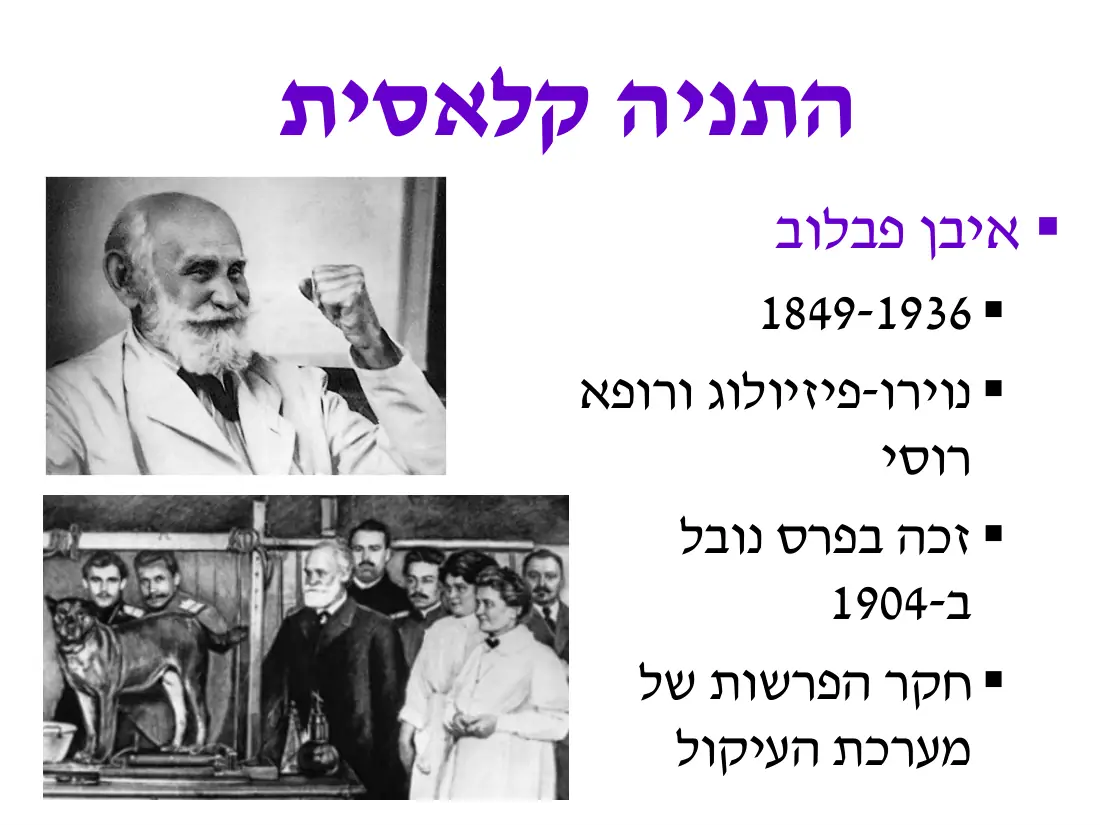 התניה קלאסית
▪ איבן פבלוב
▪ 1849-1936
▪ נוירו-פיזיולוג ורופא
רוסי
▪ זכה בפרס נובל
ב-1904
▪ חקר הפרשות של
מערכת העיקול